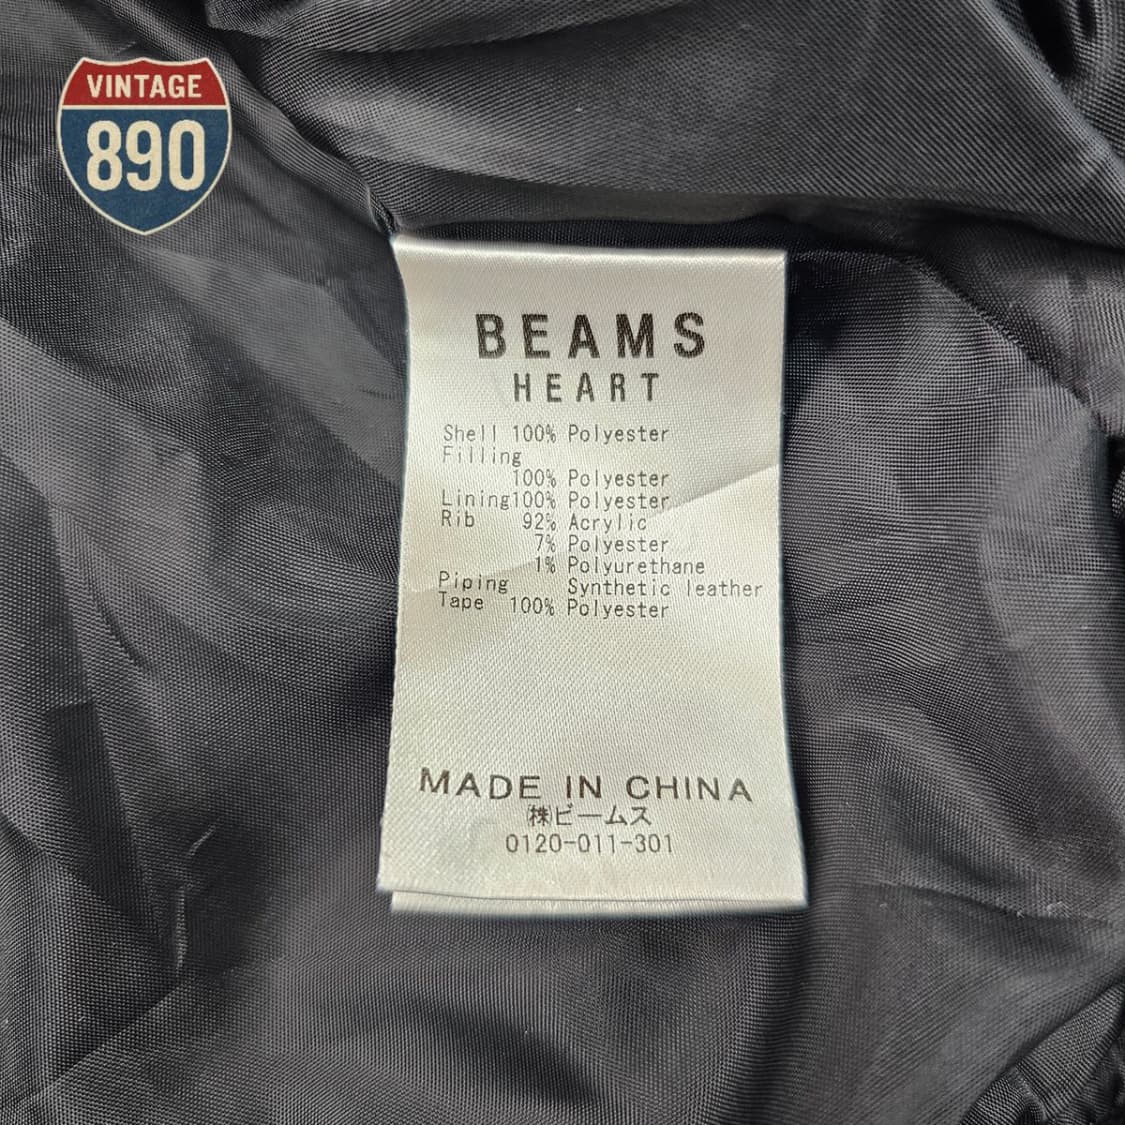 VINTAGE
890
BEAMS
HEART
Shell 100% Polyester
Filling
100% Polyester
Lining100% Polyester
Rib 92% Acrylic
7% Polyester
1% Polyurethane
Piping Synthetic leather
Tape 100% Polyester
MADE IN CHINA
㈱ビームス
0120-011-301